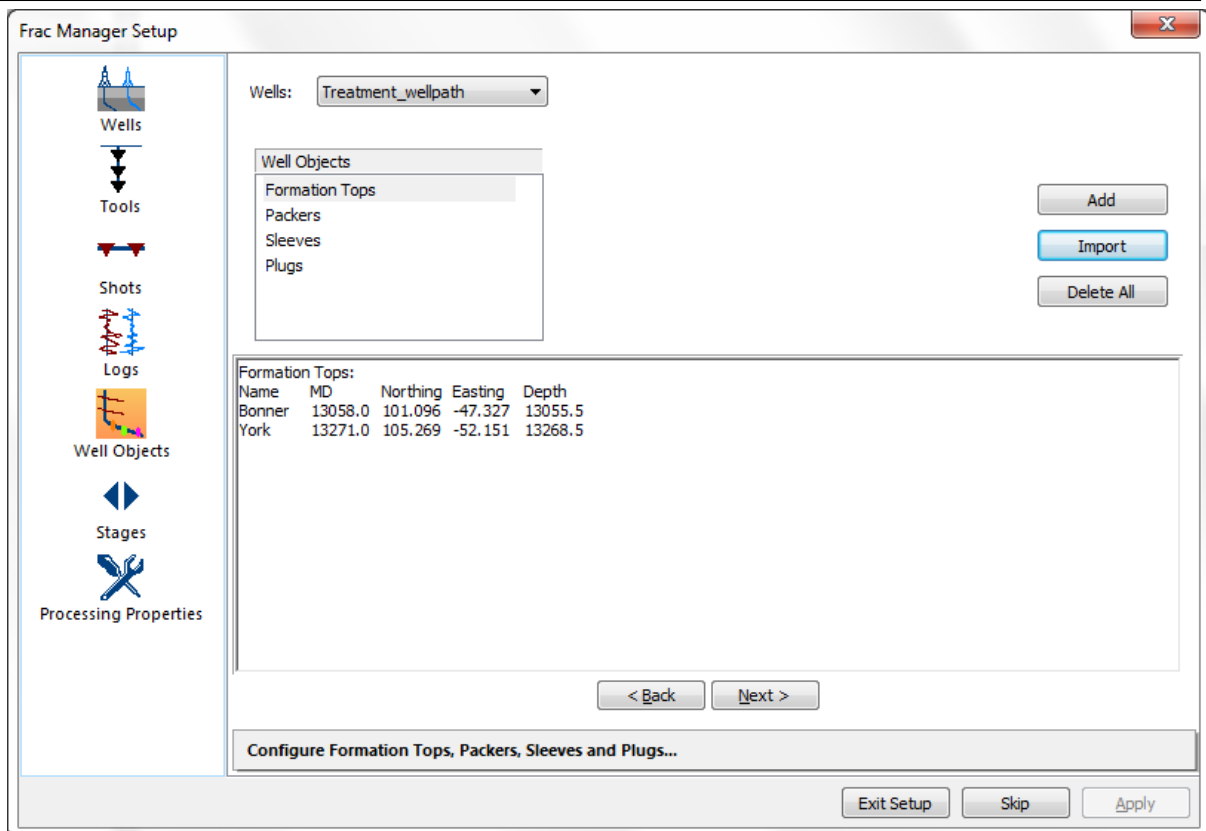 Frac Manager Setup
x
Wells
Tools
Shots
Logs
Well Objects
Stages
Processing Properties
Wells: Treatment_wellpath
Well Objects
Formation Tops
Packers
Sleeves
Plugs
Add
Import
Delete All
Formation Tops:
Name MD Northing Easting Depth
Bonner 13058.0 101.096 -47.327 13055.5
York 13271.0 105.269 -52.151 13268.5
< Back Next >
Configure Formation Tops, Packers, Sleeves and Plugs...
Exit Setup Skip Apply